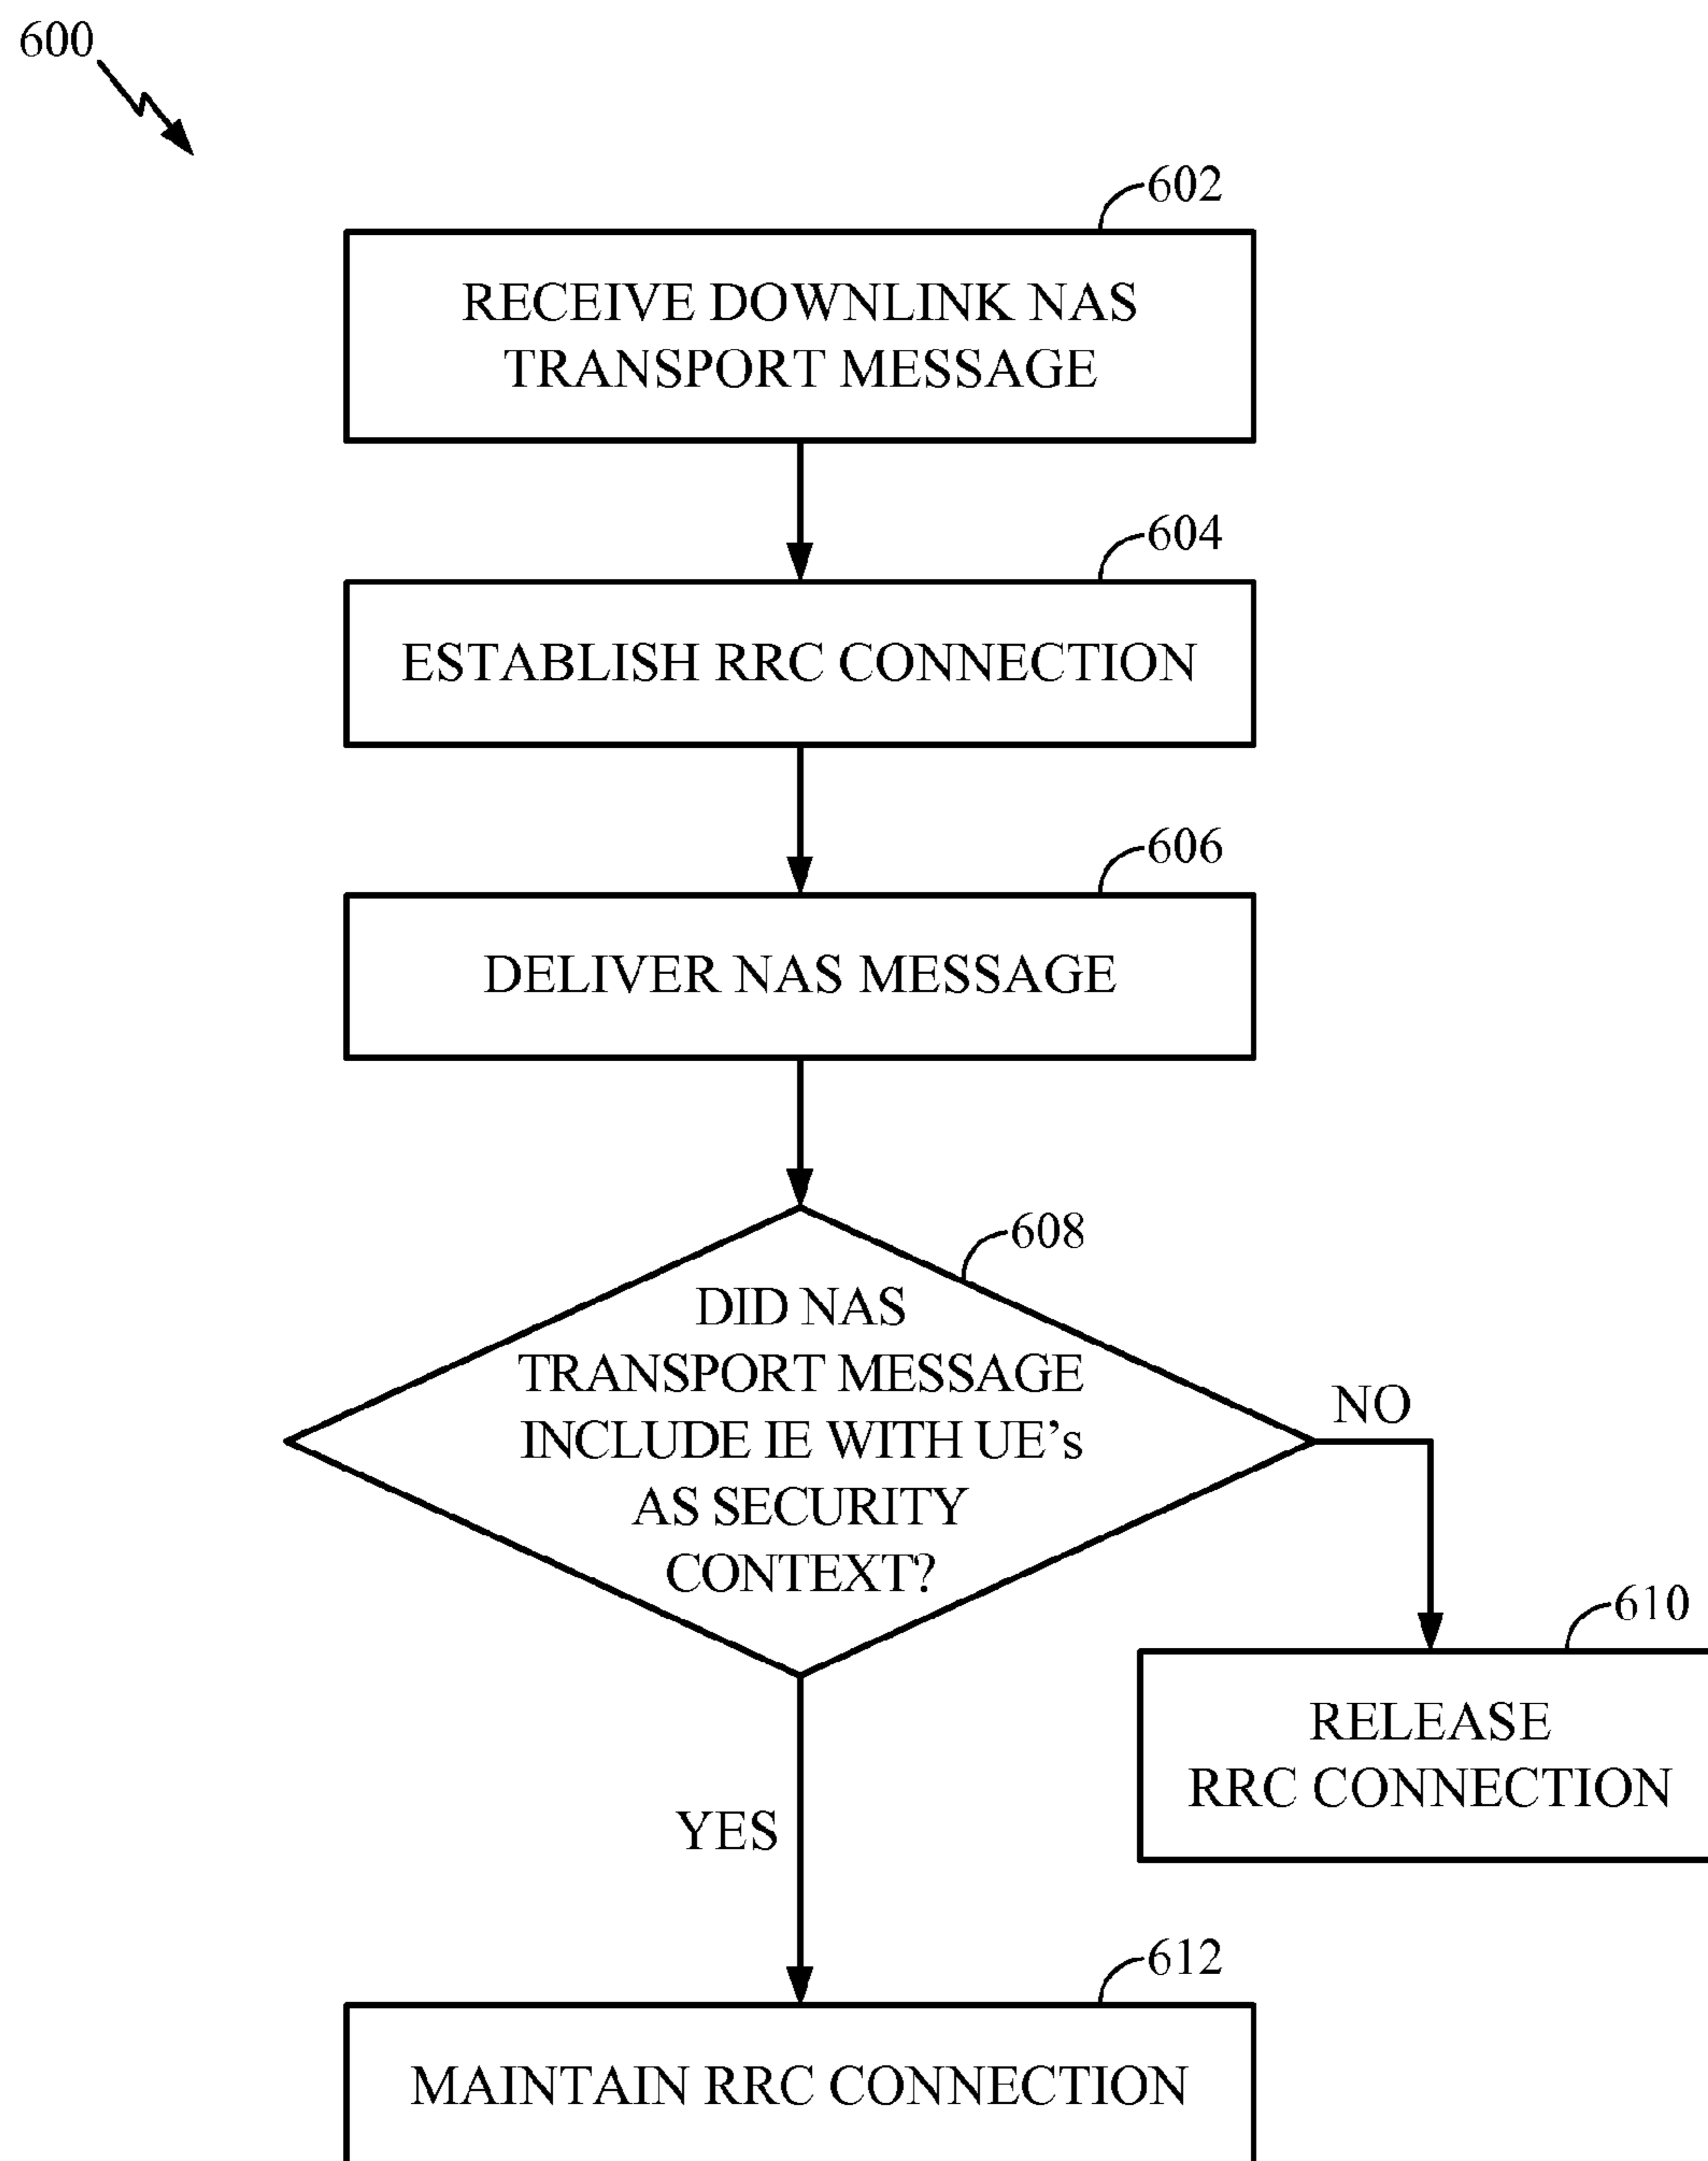 600
602
RECEIVE DOWNLINK NAS
TRANSPORT MESSAGE
604
ESTABLISH RRC CONNECTION
606
DELIVER NAS MESSAGE
608
DID NAS
TRANSPORT MESSAGE
INCLUDE IE WITH UE's
AS SECURITY
CONTEXT?
NO
610
RELEASE
RRC CONNECTION
YES
612
MAINTAIN RRC CONNECTION